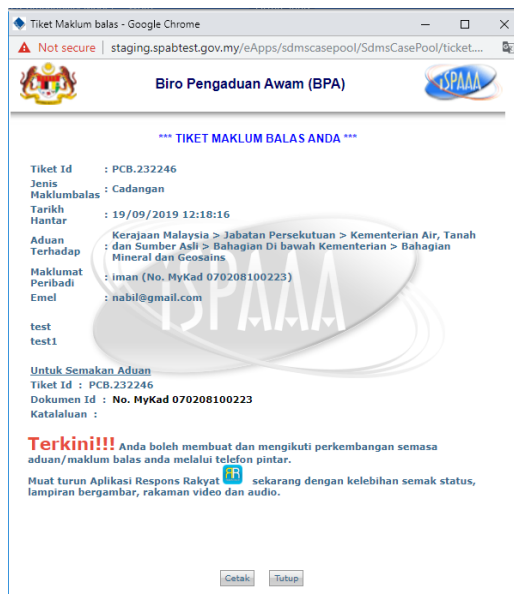 Tiket Maklum balas - Google Chrome
Not secure | staging.spabtest.gov.my/eApps/sdmscasepool/SdmsCasePool/ticket....
Biro Pengaduan Awam (BPA)
iSPAAA
*** TIKET MAKLUM BALAS ANDA ***
Tiket Id : PCB.232246
Jenis Maklumbalas : Cadangan
Tarikh Hantar : 19/09/2019 12:18:16
Aduan Terhadap : Kerajaan Malaysia > Jabatan Persekutuan > Kementerian Air, Tanah
dan Sumber Asli > Bahagian Di bawah Kementerian > Bahagian
Mineral dan Geosains
Maklumat Peribadi : iman (No. MyKad 070208100223)
Emel : nabil@gmail.com
test
test1
iSPAAA
Untuk Semakan Aduan
Tiket Id : PCB.232246
Dokumen Id : No. MyKad 070208100223
Katalaluan :
Terkini!!! Anda boleh membuat dan mengikuti perkembangan semasa
aduan/maklum balas anda melalui telefon pintar.
Muat turun Aplikasi Respons Rakyat sekarang dengan kelebihan semak status,
lampiran bergambar, rakaman video dan audio.
Cetak Tutup